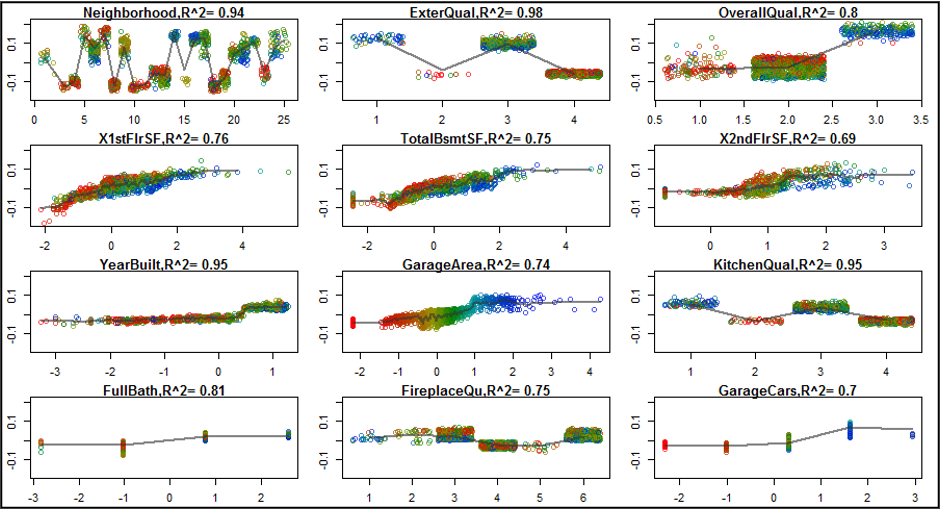 Neighborhood,R^2= 0.94
ExterQual,R^2= 0.98
OverallQual,R^2= 0.8
0.1
-0.1
0 5 10 15 20 25
0.1
-0.1
1 2 3 4
0.1
-0.1
0.5 1.0 1.5 2.0 2.5 3.0 3.5
X1stFlrSF,R^2= 0.76
TotalBsmtSF,R^2= 0.75
X2ndFlrSF,R^2= 0.69
0.1
-0.1
-2 0 2 4
0.1
-0.1
-2 0 2 4
0.1
-0.1
0 1 2 3
YearBuilt,R^2= 0.95
GarageArea,R^2= 0.74
KitchenQual,R^2= 0.95
0.1
-0.1
-3 -2 -1 0 1
0.1
-0.1
-2 -1 0 1 2 3 4
0.1
-0.1
1 2 3 4
FullBath,R^2= 0.81
FireplaceQu,R^2= 0.75
GarageCars,R^2= 0.7
0.1
-0.1
-3 -2 -1 0 1 2
0.1
-0.1
1 2 3 4 5 6
0.1
-0.1
-2 -1 0 1 2 3